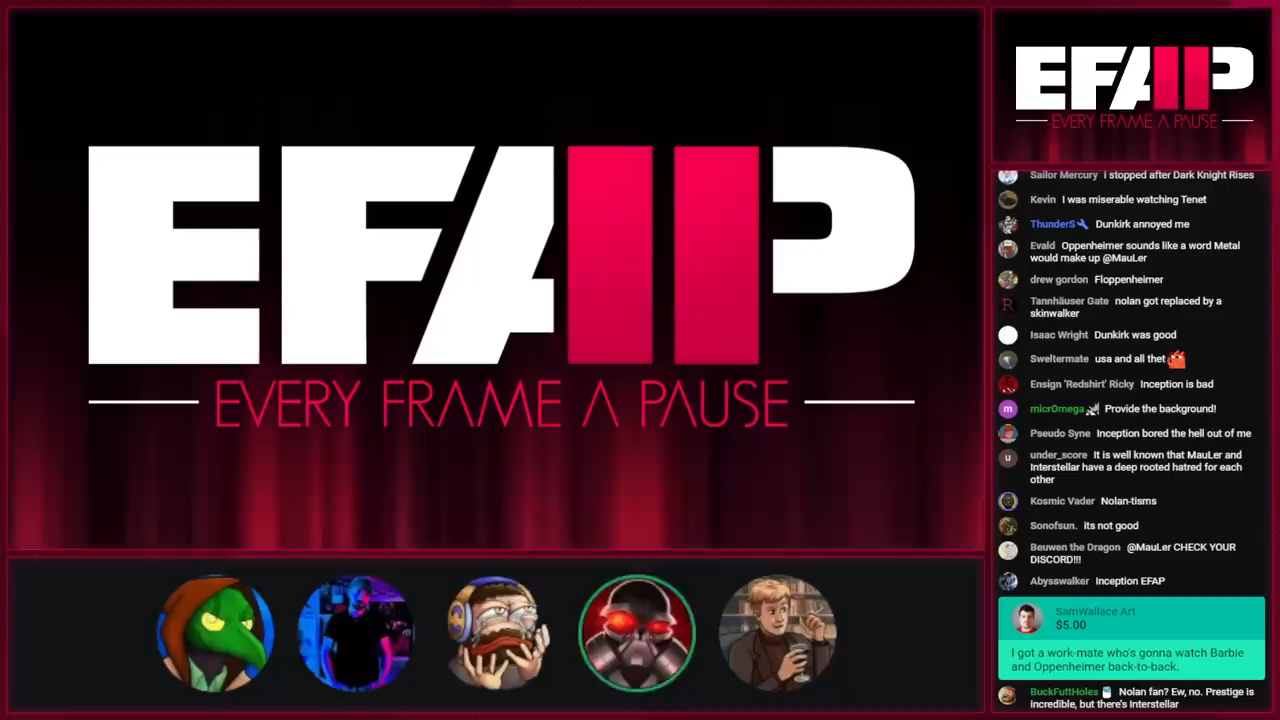 EFAP
EVERY FRAME A PAUSE
EFAP
EVERY FRAME A PAUSE
Sailor Mercury i stopped after Dark Knight Rises
Kevin I was miserable watching Tenet
ThunderS Dunkirk annoyed me
Evald Oppenheimer sounds like a word Metal
would make up @MauLer
drew gordon Floppenheimer
Tannhäuser Gate nolan got replaced by a
skinwalker
Isaac Wright Dunkirk was good
Sweltermate usa and all thet
Ensign 'Redshirt' Ricky Inception is bad
m
micrOmega Provide the background!
Pseudo Syne Inception bored the hell out of me
u
under_score It is well known that MauLer and
Interstellar have a deep rooted hatred for each
other
Kosmic Vader Nolan-tisms
Sonofsun. its not good
Beuwen the Dragon @MauLer CHECK YOUR
DISCORD!!!
Abysswalker Inception EFAP
SamWallace Art
$5.00
I got a work-mate who's gonna watch Barbie
and Oppenheimer back-to-back.
BuckFuttHoles Nolan fan? Ew, no. Prestige is
incredible, but there's Interstellar